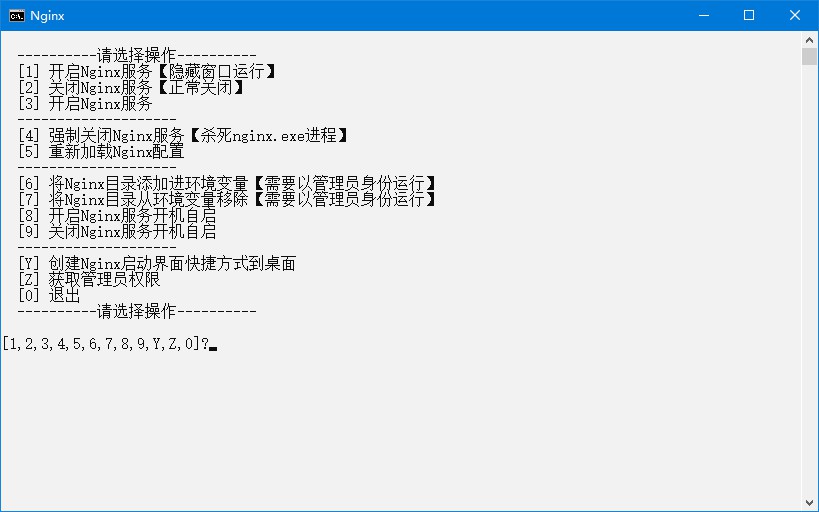 Nginx
----------请选择操作----------
[1] 开启Nginx服务【隐藏窗口运行】
[2] 关闭Nginx服务【正常关闭】
[3] 开启Nginx服务
--------------------
[4] 强制关闭Nginx服务【杀死nginx.exe进程】
[5] 重新加载Nginx配置
--------------------
[6] 将Nginx目录添加进环境变量【需要以管理员身份运行】
[7] 将Nginx目录从环境变量移除【需要以管理员身份运行】
[8] 开启Nginx服务开机自启
[9] 关闭Nginx服务开机自启
--------------------
[Y] 创建Nginx启动界面快捷方式到桌面
[Z] 获取管理员权限
[0] 退出
----------请选择操作----------
[1,2,3,4,5,6,7,8,9,Y,Z,0]?